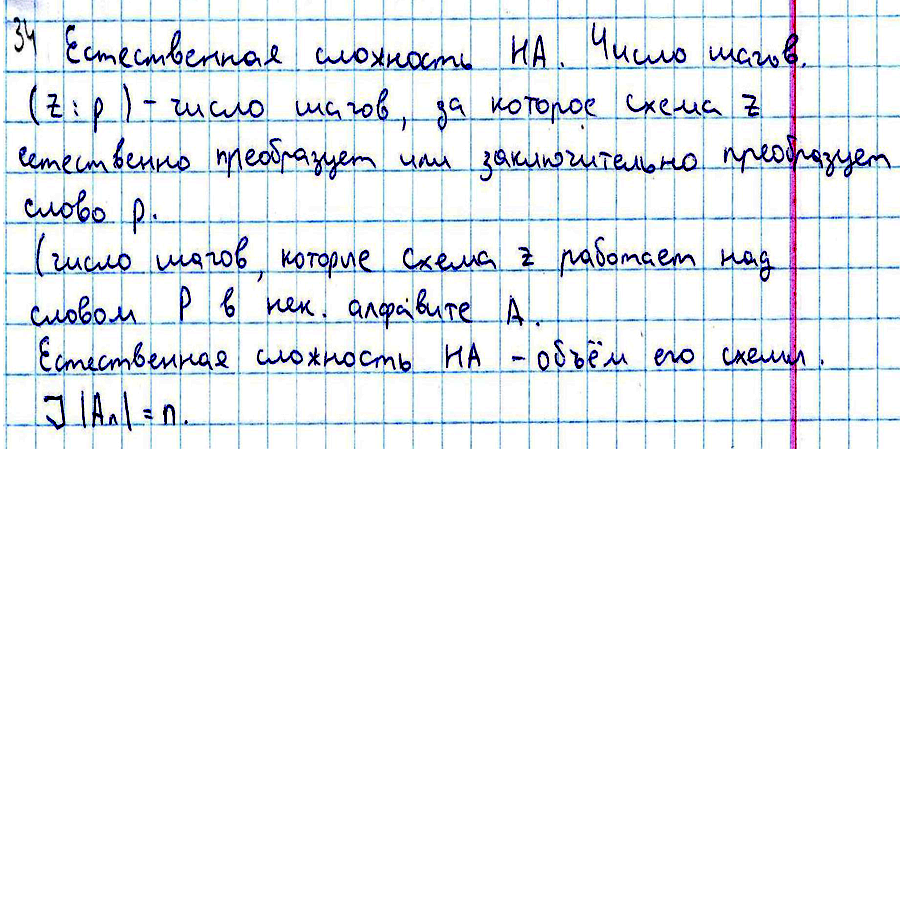 34 Естественная сложность НА. Число шагов.
(z:p) - число шагов, за которое схема z
естественно преобразует или заключительно преобразует
слово p.
(число шагов, которые схема z работает над
словом P в нек. алфавите A.
Естественная сложность НА - объём его схемы.
] |Aₙ| = n.